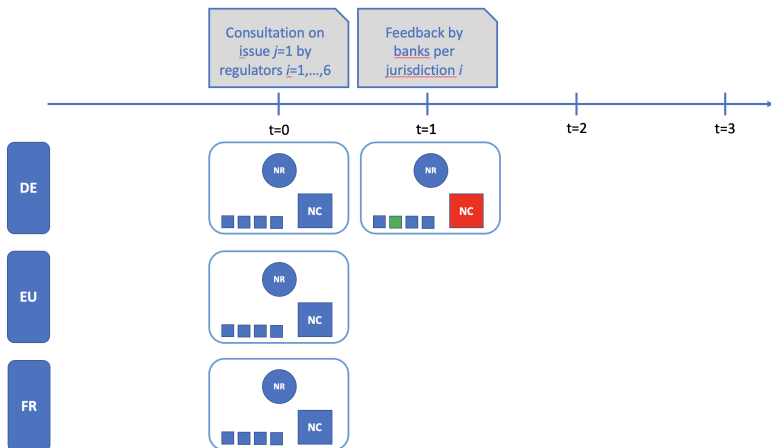 Consultation on
issue j=1 by
regulators i=1,...,6
Feedback by
banks per
jurisdiction i
t=0
t=1
t=2
t=3
DE
NR
NC
NR
NC
EU
NR
NC
FR
NR
NC